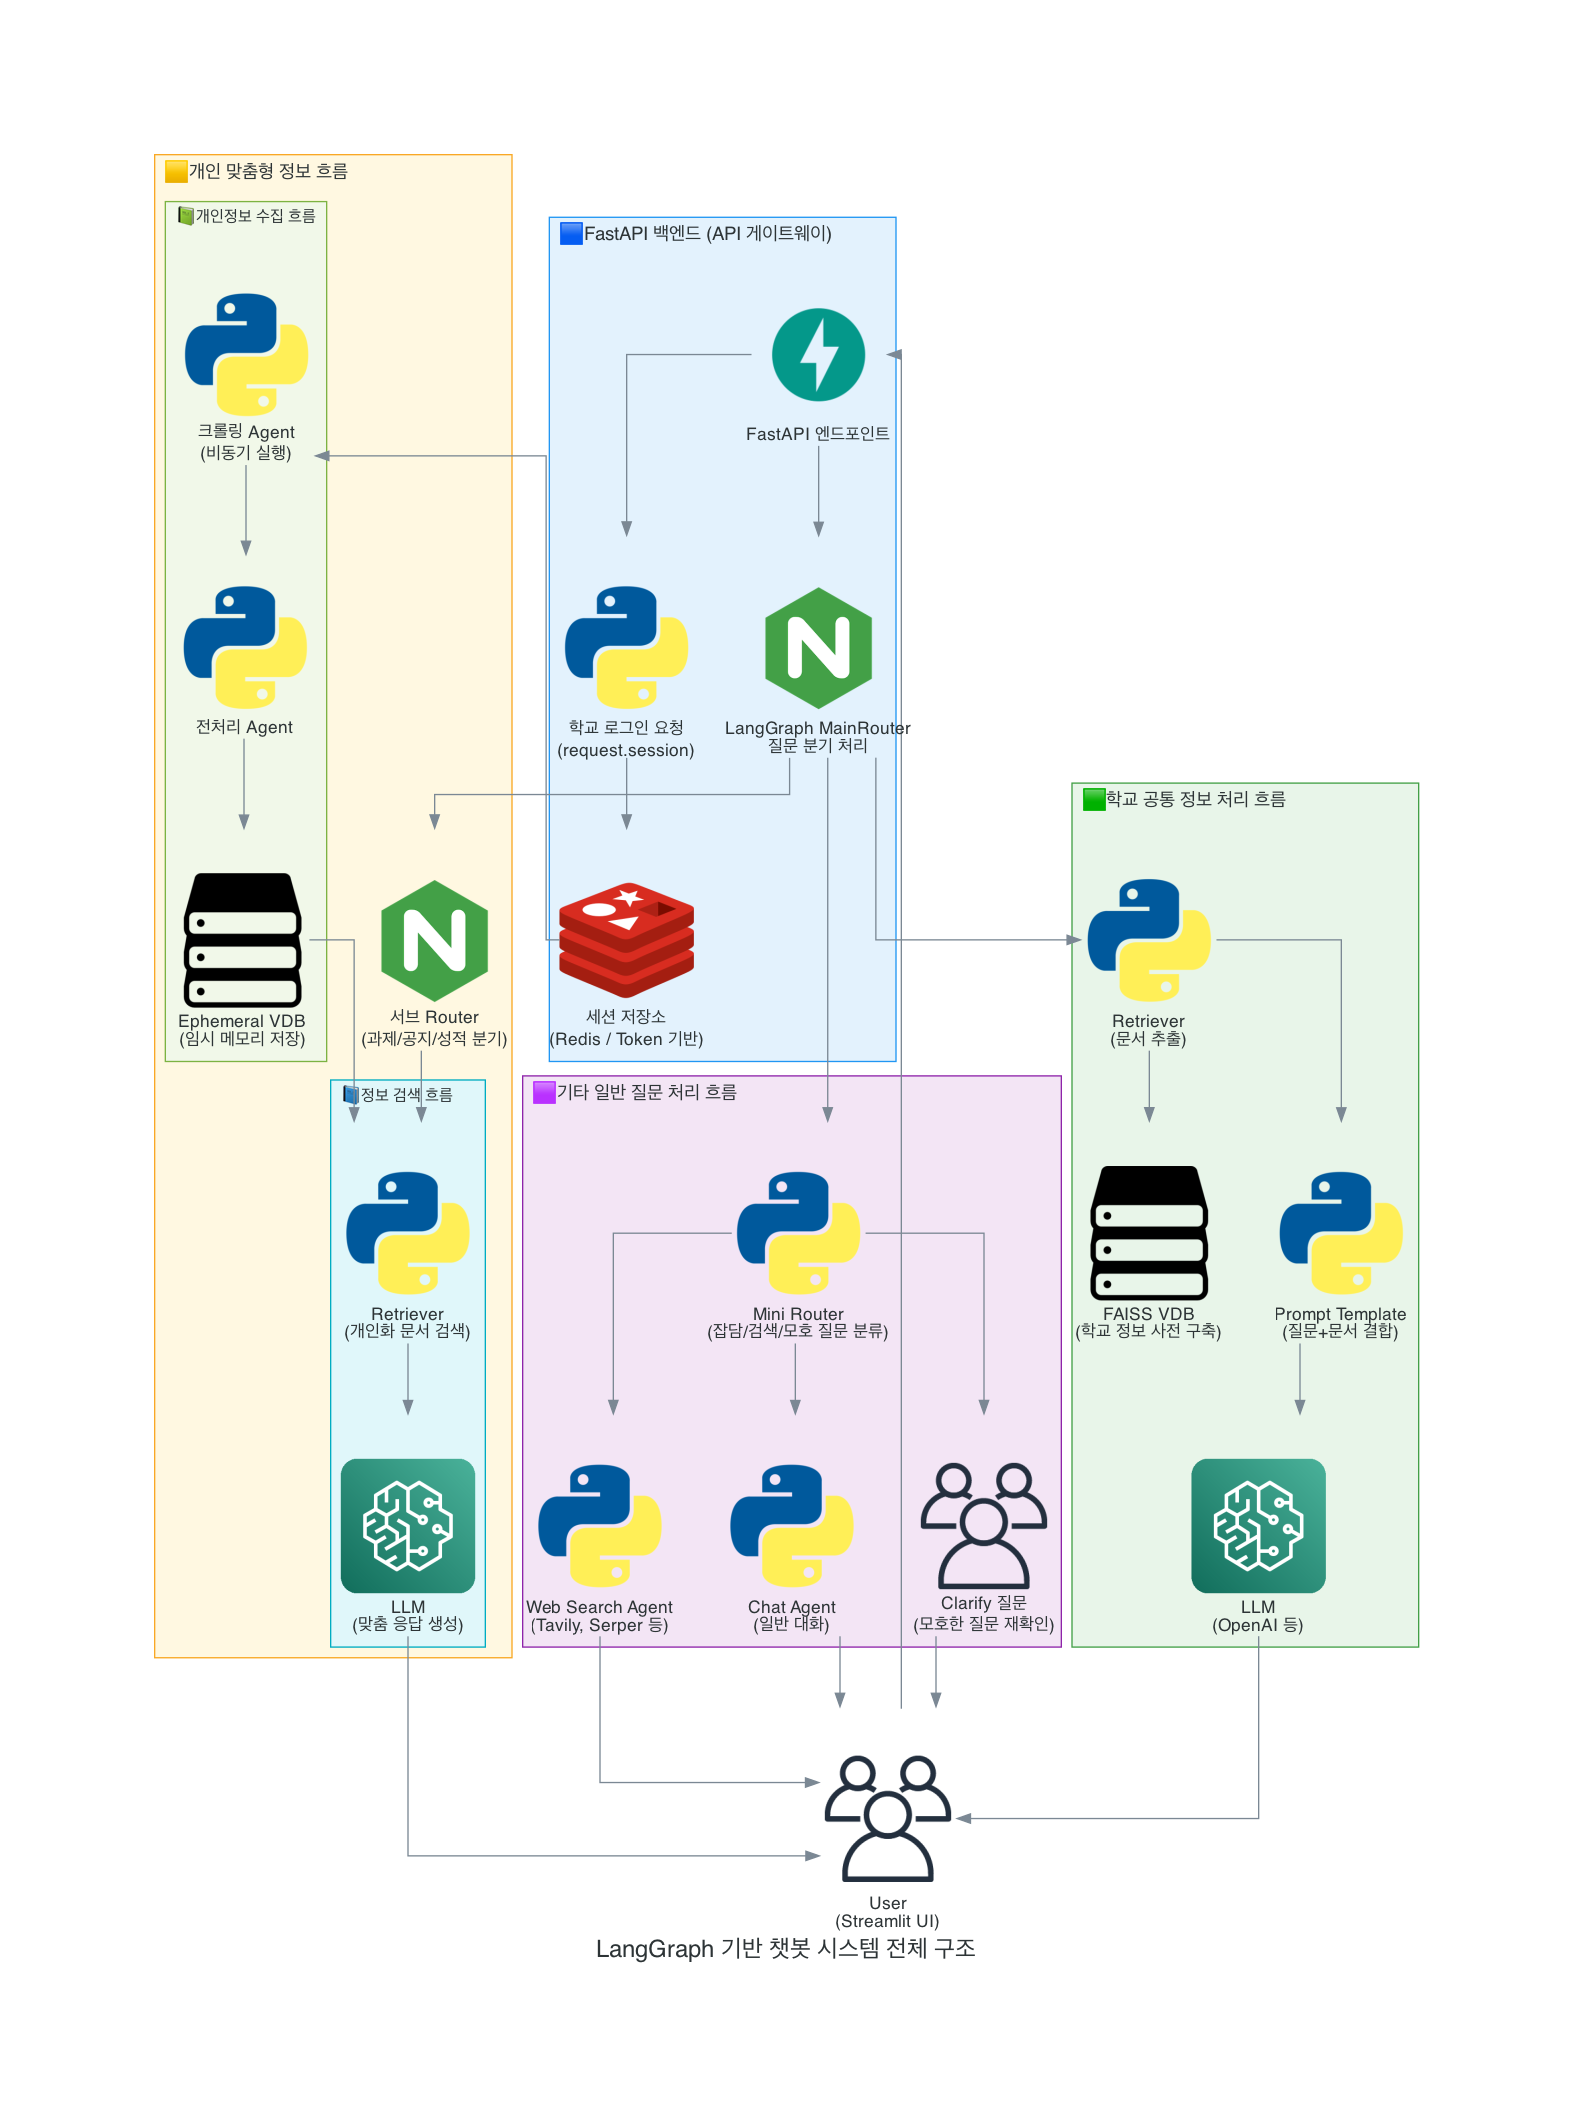 개인 맞춤형 정보 흐름
개인정보 수집 흐름
크롤링 Agent
(비동기 실행)
전처리 Agent
Ephemeral VDB
(임시 메모리 저장)
서브 Router
(과제/공지/성적 분기)
정보 검색 흐름
Retriever
(개인화 문서 검색)
LLM
(맞춤 응답 생성)
FastAPI 백엔드 (API 게이트웨이)
FastAPI 엔드포인트
학교 로그인 요청
(request.session)
LangGraph MainRouter
질문 분기 처리
세션 저장소
(Redis / Token 기반)
기타 일반 질문 처리 흐름
Mini Router
(잡담/검색/모호 질문 분류)
Web Search Agent
(Tavily, Serper 등)
Chat Agent
(일반 대화)
Clarify 질문
(모호한 질문 재확인)
학교 공통 정보 처리 흐름
Retriever
(문서 추출)
FAISS VDB
(학교 정보 사전 구축)
Prompt Template
(질문+문서 결합)
LLM
(OpenAI 등)
User
(Streamlit UI)
LangGraph 기반 챗봇 시스템 전체 구조